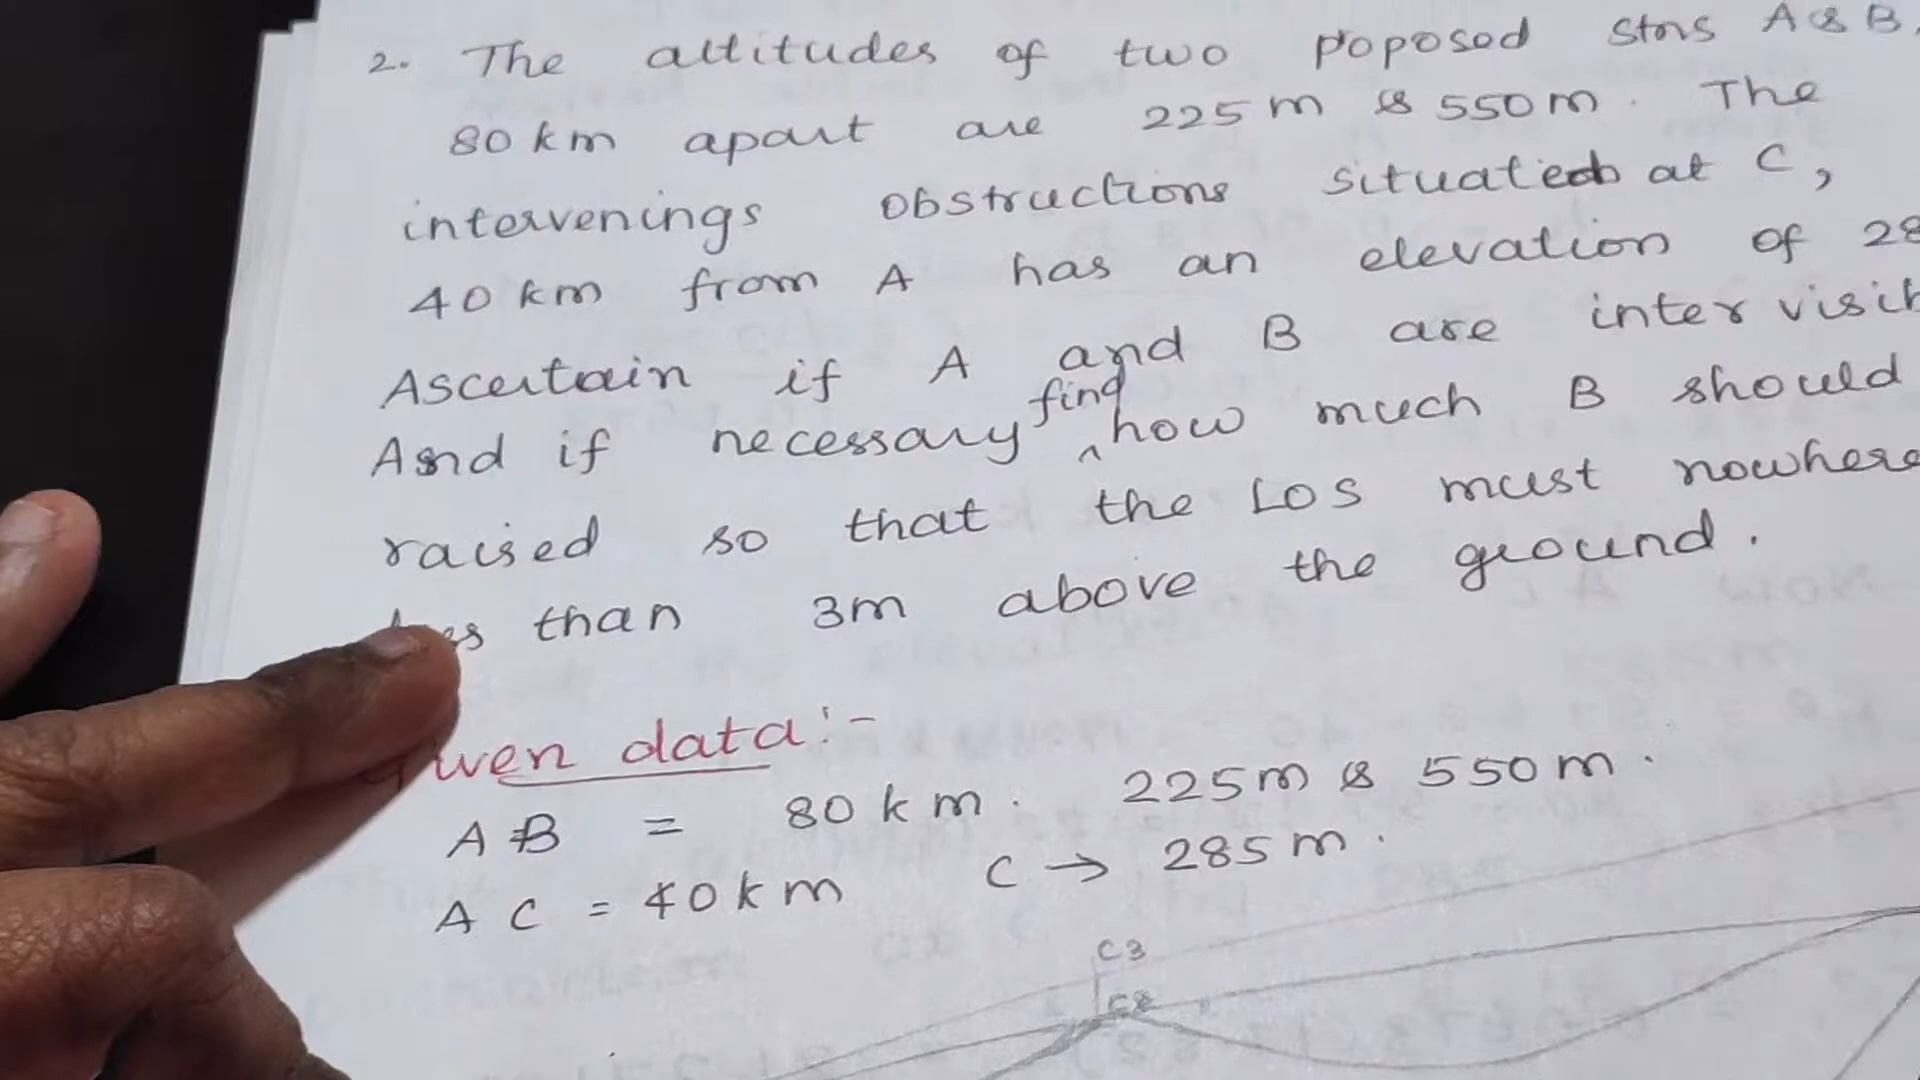 2. The altitudes of two poposed stns A & B,
80 km apart are 225 m & 550 m. The
intervenings obstructions situated at C,
40 km from A has an elevation of 28
Ascertain if A and B are inter visib
And if necessary find how much B should
raised so that the LOS must nowhere
than 3m above the ground.
Given data:-
AB = 80 km. 225 m & 550 m.
AC = 40 km C → 285 m.
C3
C2